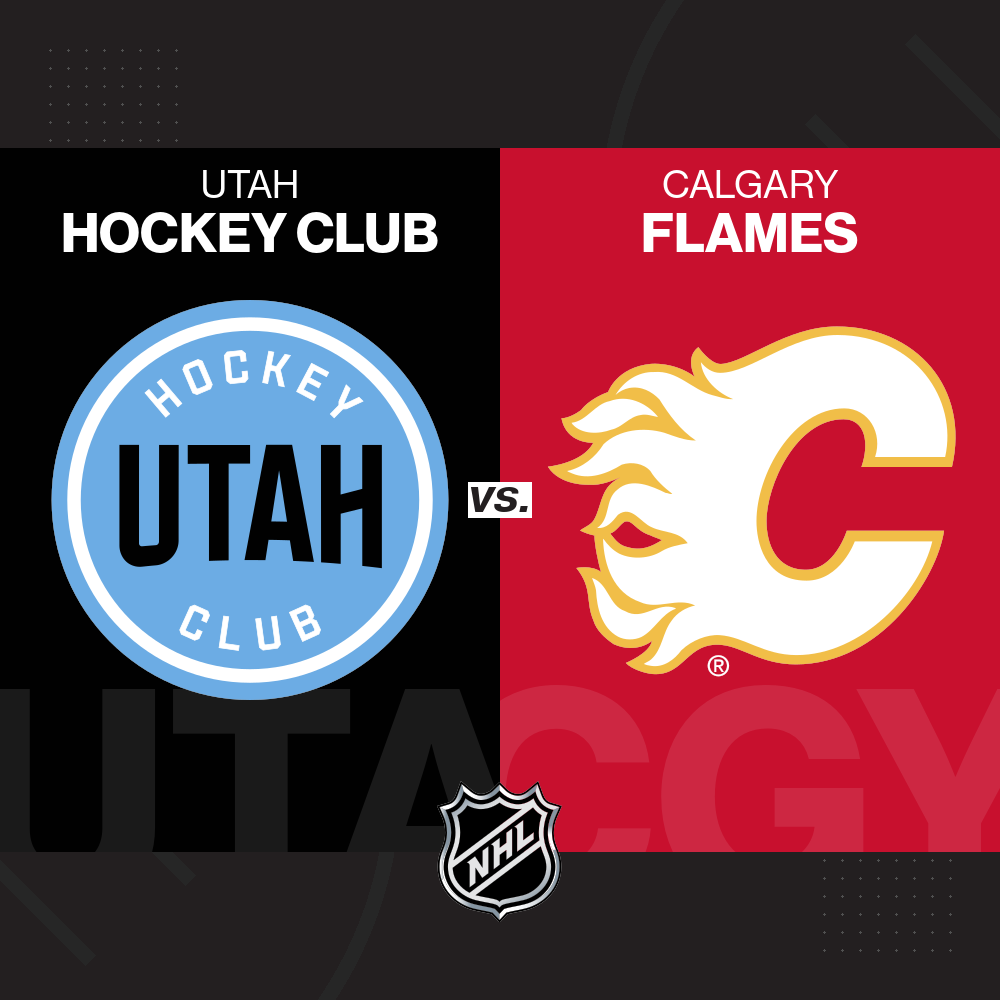 UTAH
HOCKEY CLUB
CALGARY
FLAMES
HOCKEY
UTAH
CLUB
vs.
C
®
UTA
CGY
NHL